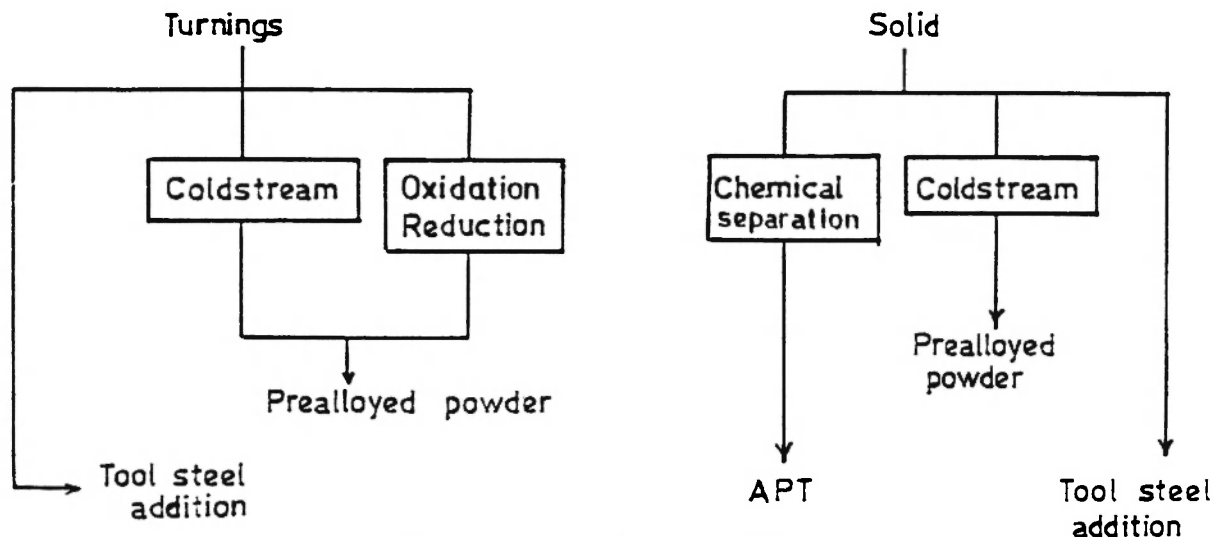 Turnings
Coldstream
Oxidation
Reduction
Prealloyed powder
Tool steel
addition
Solid
Chemical
separation
Coldstream
Prealloyed
powder
APT
Tool steel
addition